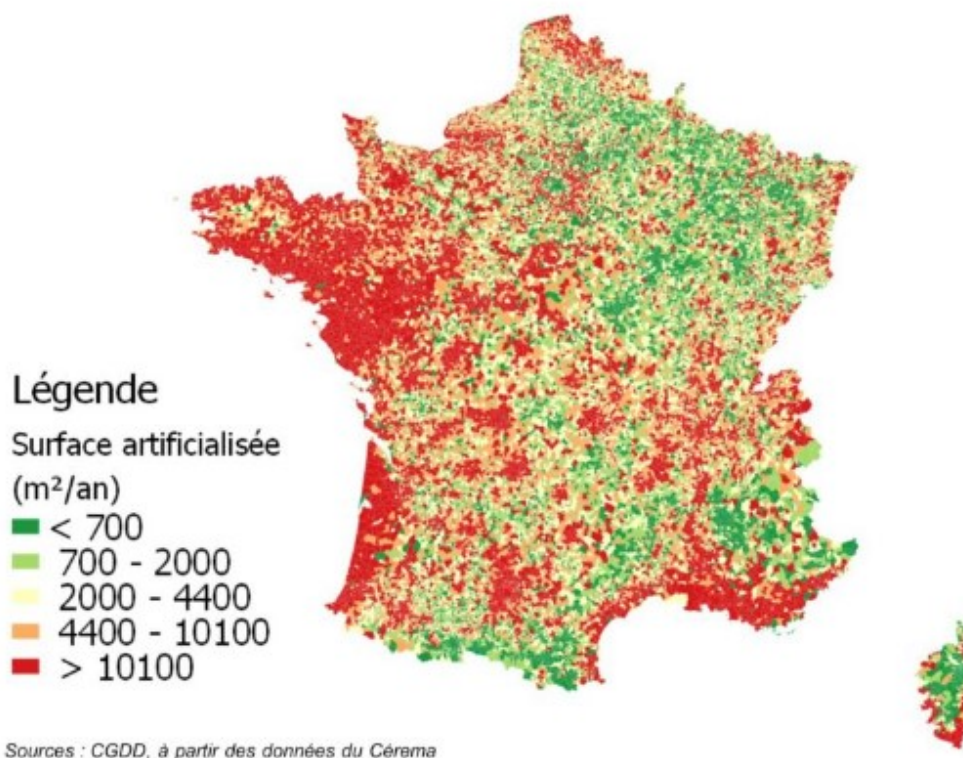 Légende
Surface artificialisée
(m²/an)
< 700
700 - 2000
2000 - 4400
4400 - 10100
> 10100
Sources : CGDD, à partir des données du Cérema